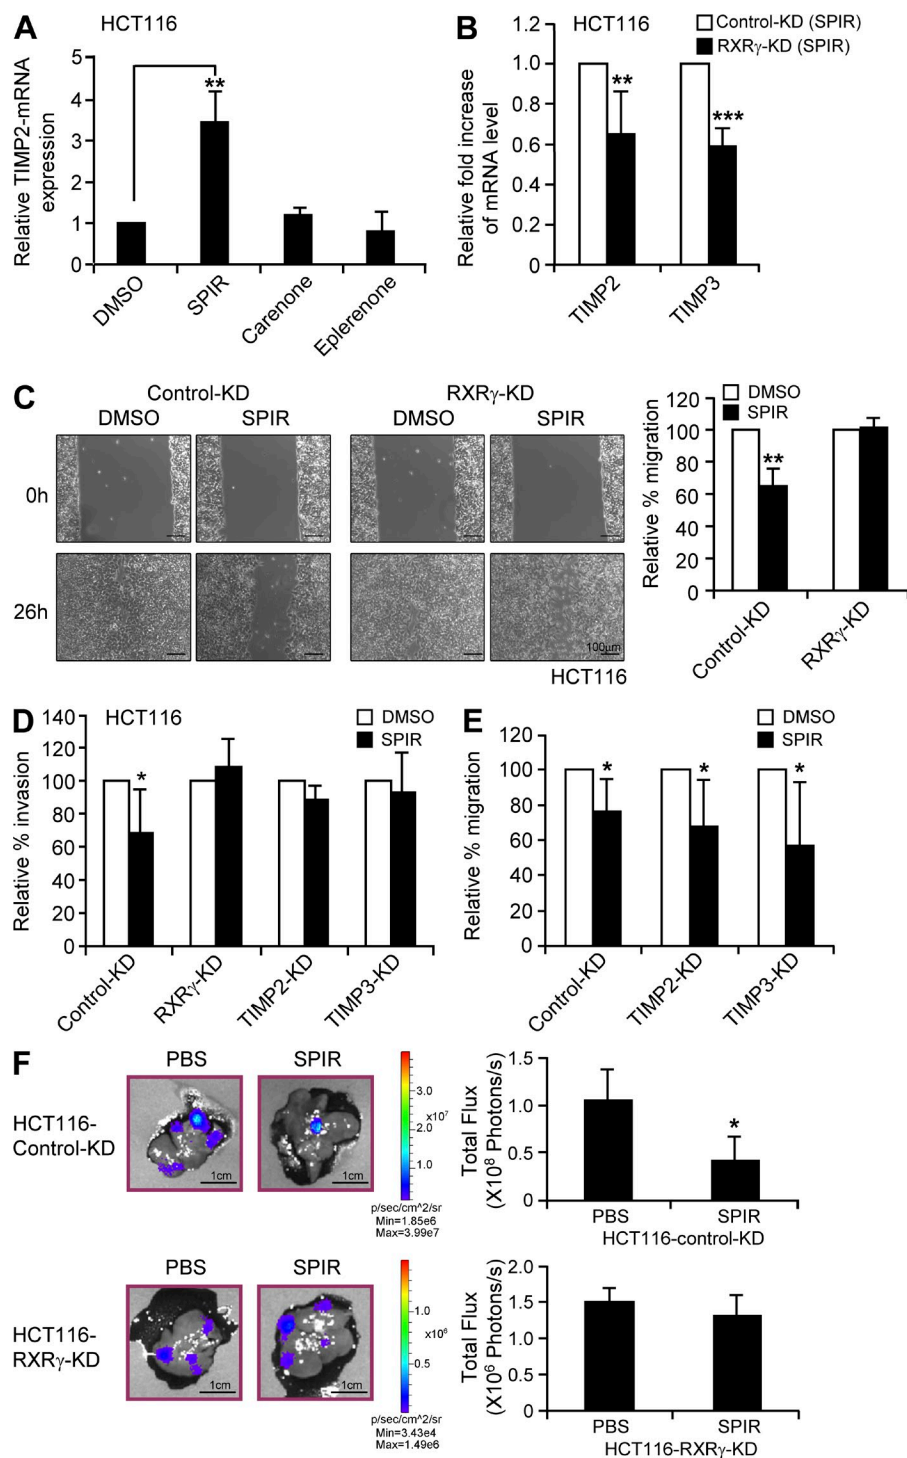 A HCT116
Relative TIMP2-mRNA
expression
5
4
3
2
1
0
**
DMSO
SPIR
Carenone
Eplerenone
B HCT116
Control-KD (SPIR)
RXRγ-KD (SPIR)
Relative fold increase
of mRNA level
1.2
1.0
0.8
0.6
0.4
0.2
0
**
***
TIMP2
TIMP3
C
Control-KD RXRγ-KD
DMSO SPIR DMSO SPIR
0h
26h
100µm
HCT116
DMSO
SPIR
Relative % migration
120
100
80
60
40
20
0
**
Control-KD
RXRγ-KD
D HCT116
DMSO
SPIR
Relative % invasion
140
120
100
80
60
40
20
0
*
Control-KD
RXRγ-KD
TIMP2-KD
TIMP3-KD
E
DMSO
SPIR
Relative % migration
120
100
80
60
40
20
0
* * *
Control-KD
TIMP2-KD
TIMP3-KD
F
PBS SPIR
HCT116-
Control-KD
1cm 1cm
3.0
x10⁷
2.0
1.0
p/sec/cm^2/sr
Min=1.85e6
Max=3.99e7
Total Flux
(X10⁸ Photons/s)
1.5
1.0
0.5
0
*
PBS SPIR
HCT116-control-KD
PBS SPIR
HCT116-
RXRγ-KD
1cm 1cm
1.0
x10⁶
0.5
p/sec/cm^2/sr
Min=3.43e4
Max=1.49e6
Total Flux
(X10⁶ Photons/s)
2.0
1.5
1.0
0.5
0
PBS SPIR
HCT116-RXRγ-KD